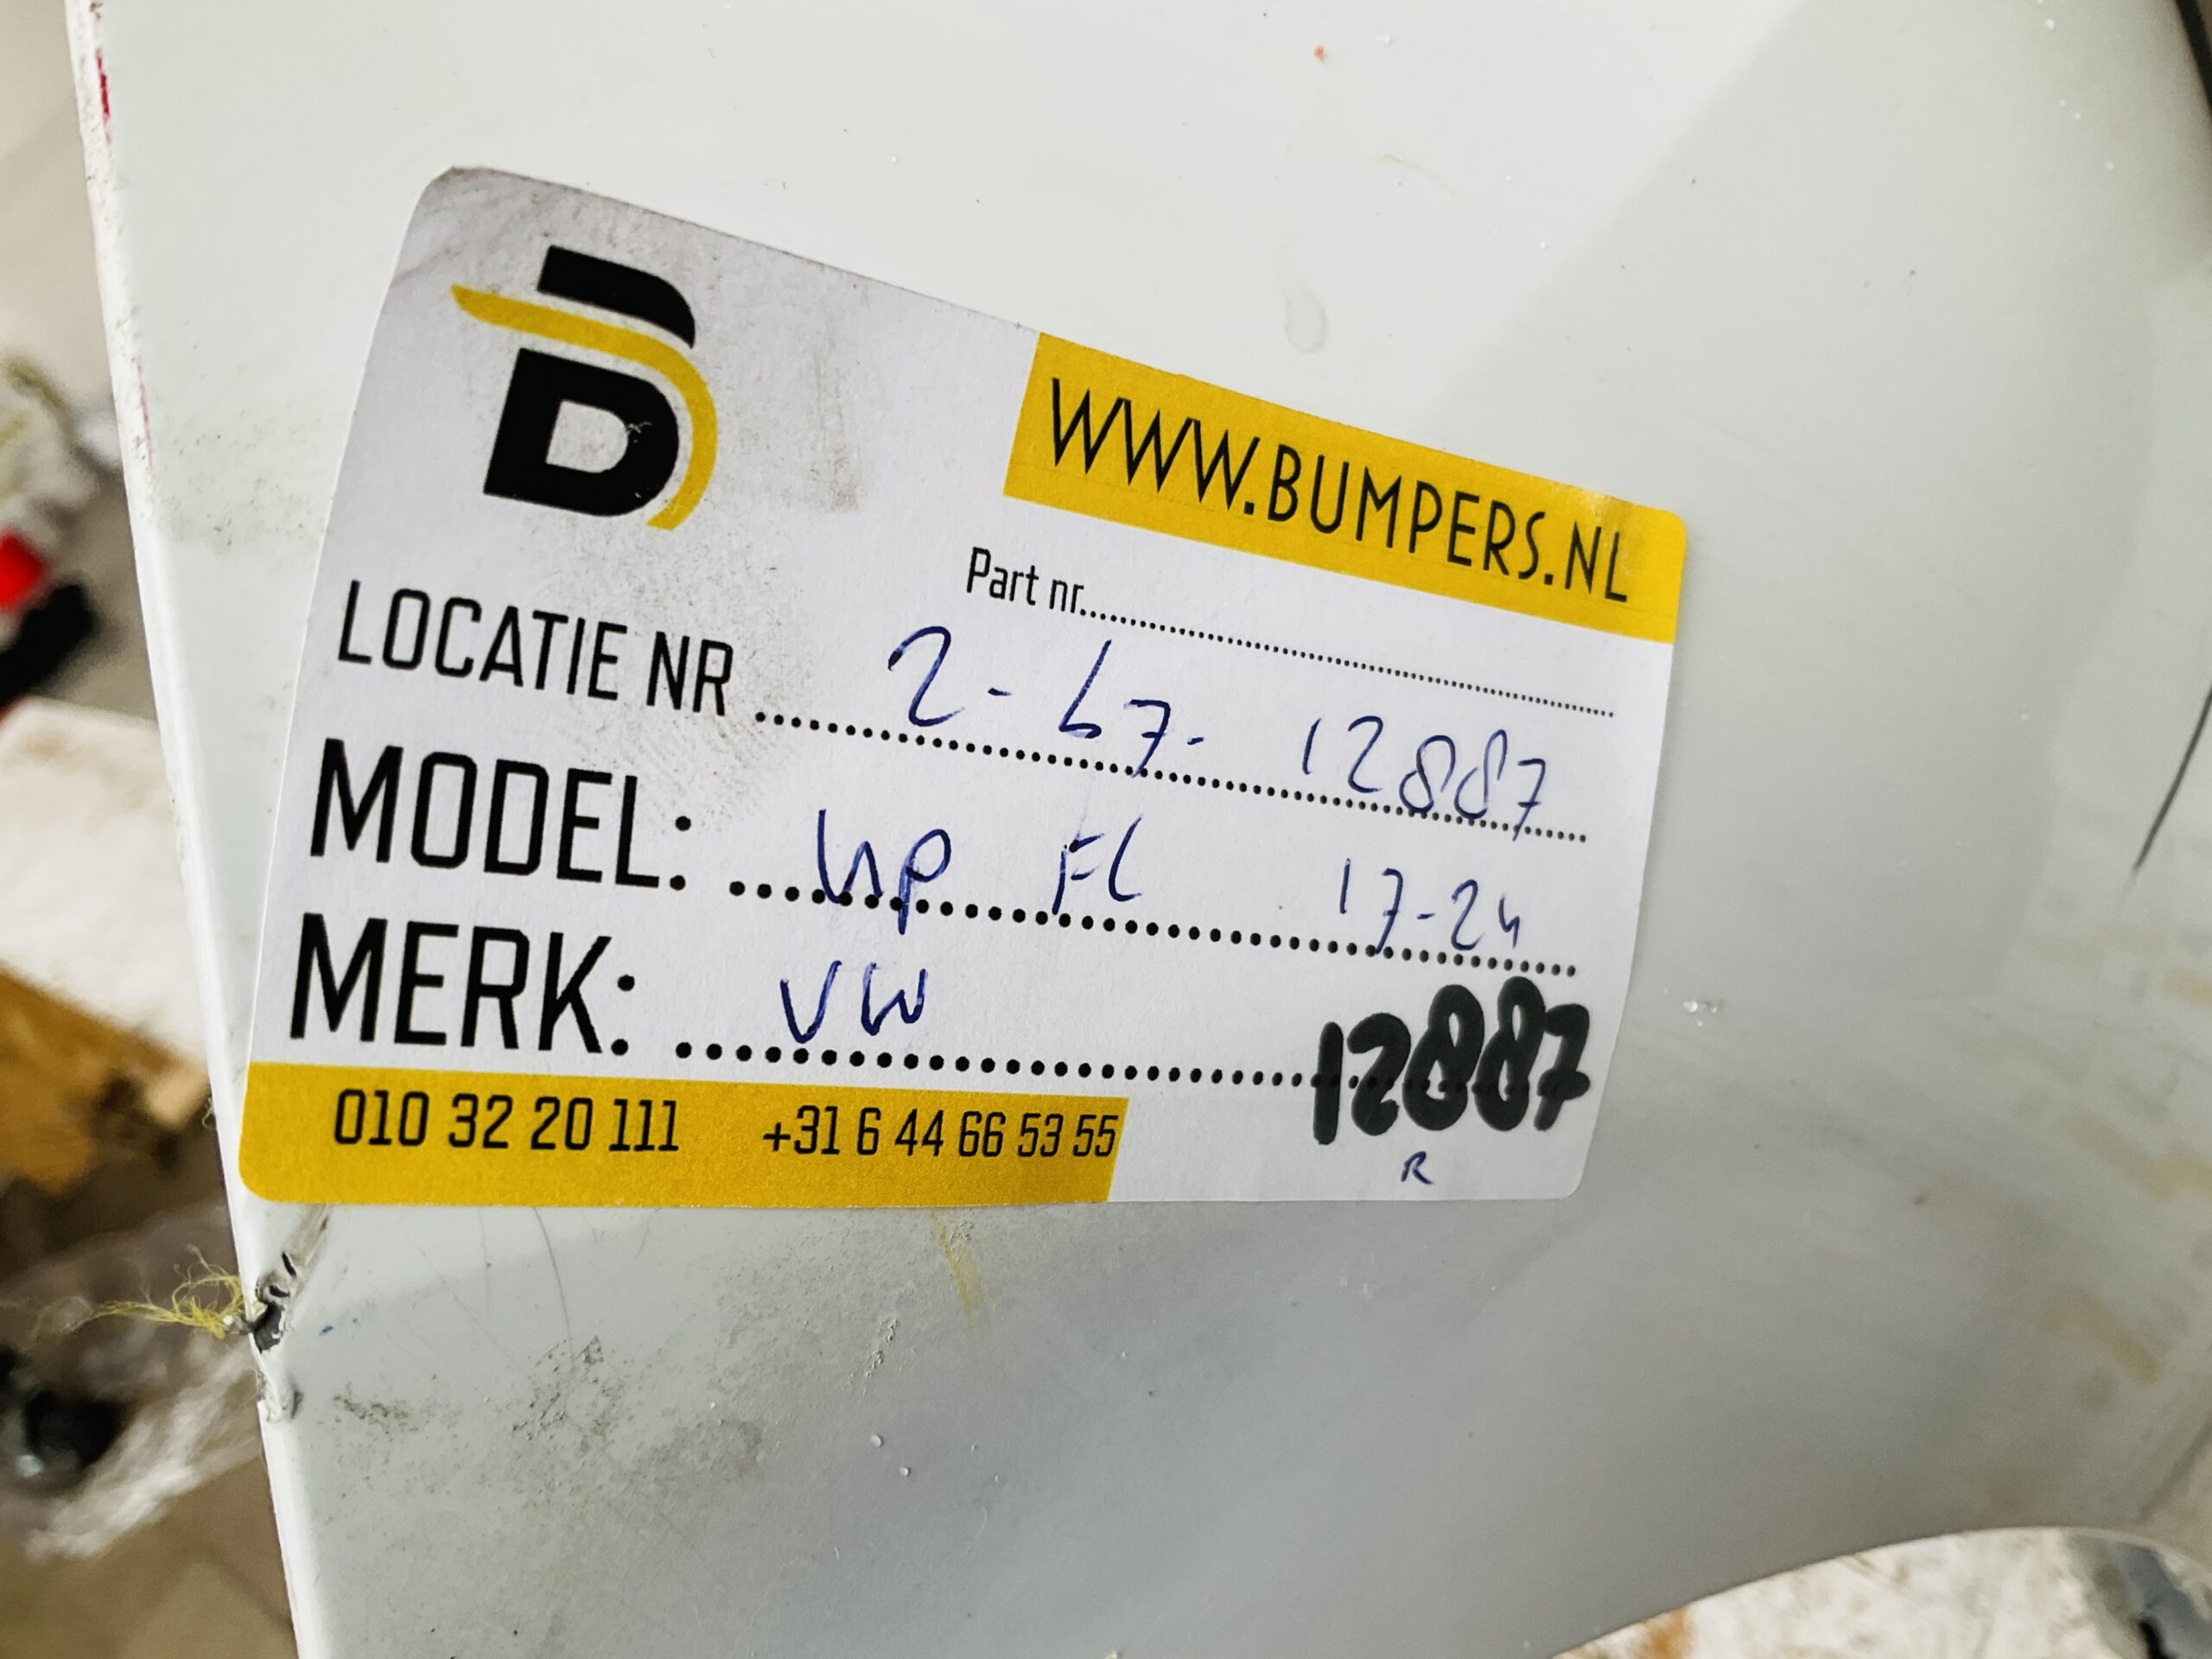 B
WWW.BUMPERS.NL
Part nr.
LOCATIE NR 2-L7- 12887
MODEL: Up FL 17-24
MERK: VW
12887
010 32 20 111 +31 6 44 66 53 55
R